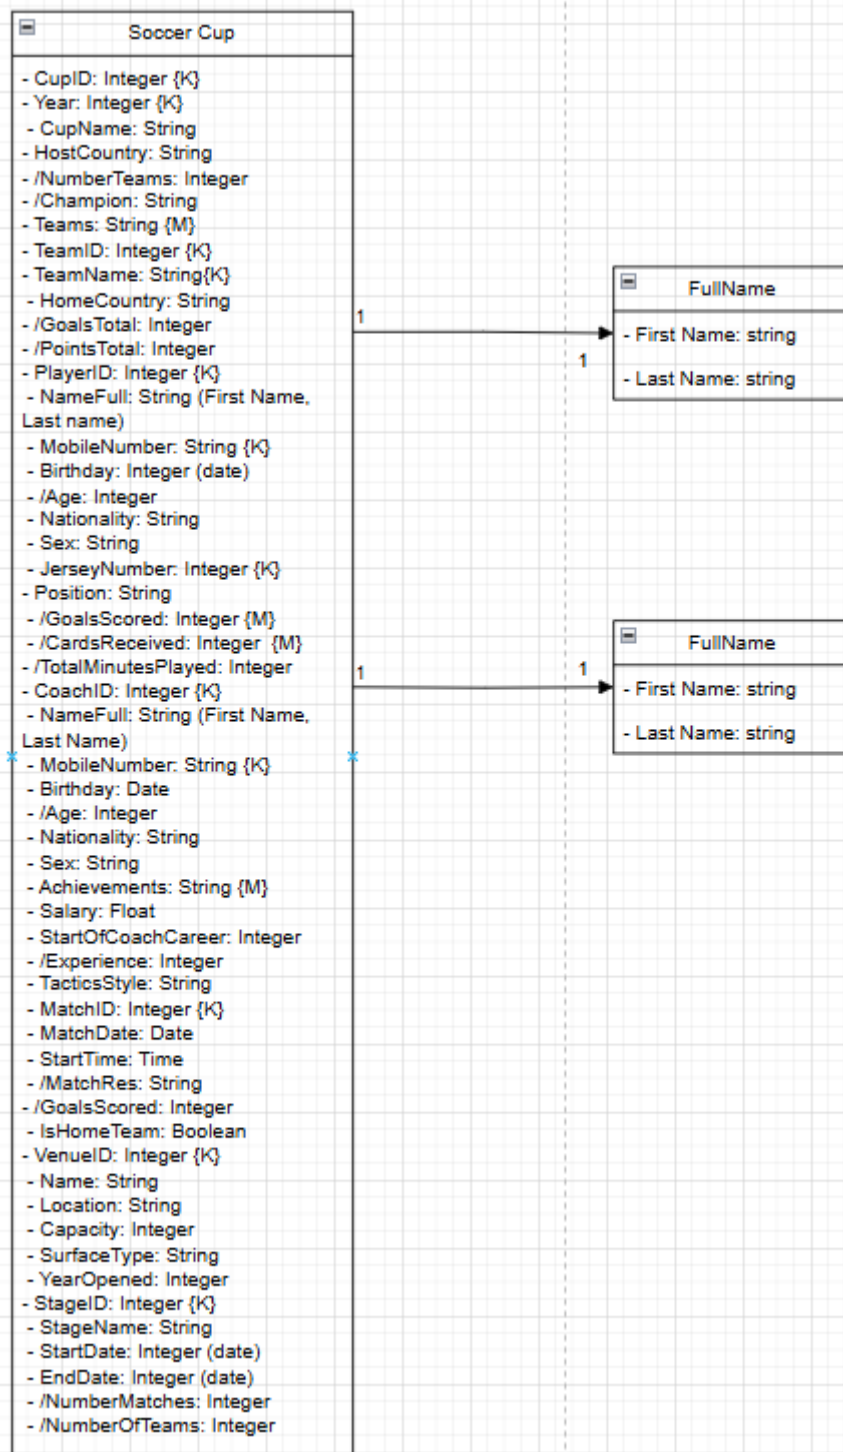 Soccer Cup
- CupID: Integer {K}
- Year: Integer {K}
- CupName: String
- HostCountry: String
- /NumberTeams: Integer
- /Champion: String
- Teams: String {M}
- TeamID: Integer {K}
- TeamName: String{K}
- HomeCountry: String
- /GoalsTotal: Integer
- /PointsTotal: Integer
- PlayerID: Integer {K}
- NameFull: String (First Name,
Last name)
- MobileNumber: String {K}
- Birthday: Integer (date)
- /Age: Integer
- Nationality: String
- Sex: String
- JerseyNumber: Integer {K}
- Position: String
- /GoalsScored: Integer {M}
- /CardsReceived: Integer {M}
- /TotalMinutesPlayed: Integer
- CoachID: Integer {K}
- NameFull: String (First Name,
Last Name)
- MobileNumber: String {K}
- Birthday: Date
- /Age: Integer
- Nationality: String
- Sex: String
- Achievements: String {M}
- Salary: Float
- StartOfCoachCareer: Integer
- /Experience: Integer
- TacticsStyle: String
- MatchID: Integer {K}
- MatchDate: Date
- StartTime: Time
- /MatchRes: String
- /GoalsScored: Integer
- IsHomeTeam: Boolean
- VenueID: Integer {K}
- Name: String
- Location: String
- Capacity: Integer
- SurfaceType: String
- YearOpened: Integer
- StageID: Integer {K}
- StageName: String
- StartDate: Integer (date)
- EndDate: Integer (date)
- /NumberMatches: Integer
- /NumberOfTeams: Integer
1
1
FullName
- First Name: string
- Last Name: string
1
1
FullName
- First Name: string
- Last Name: string